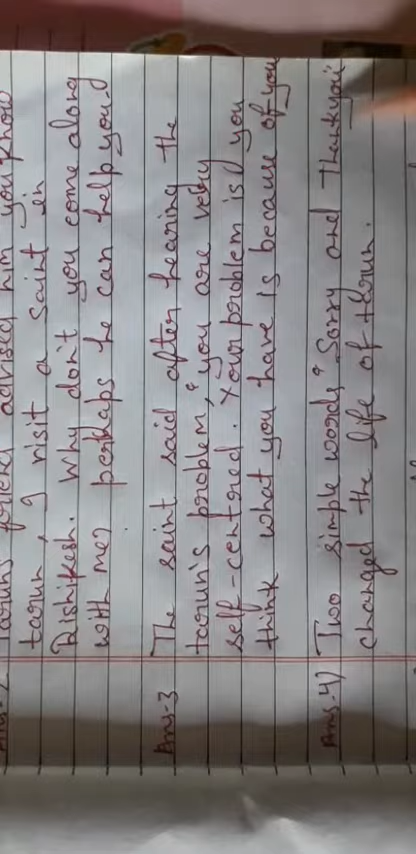 Tarun's friend advised him you know
tarun, I visit a saint in
Rishikesh. Why don't you come along
with me? perhaps he can help you.
Ans-3 The saint said after hearing the
tarun's problem, "you are very
self-centred. Your problem is you
think what you have is because of you
Ans-4) Two simple words "Sorry and Thankyou"
changed the life of tarun.